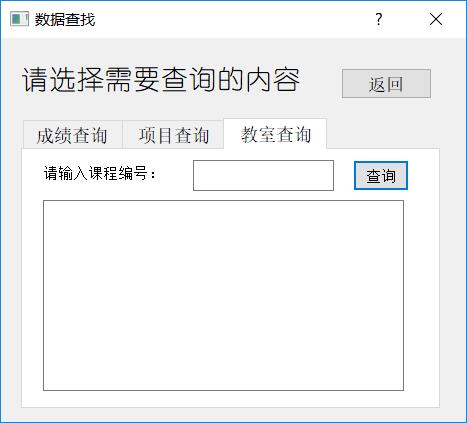 数据查找
请选择需要查询的内容
返回
成绩查询 项目查询 教室查询
请输入课程编号： 查询